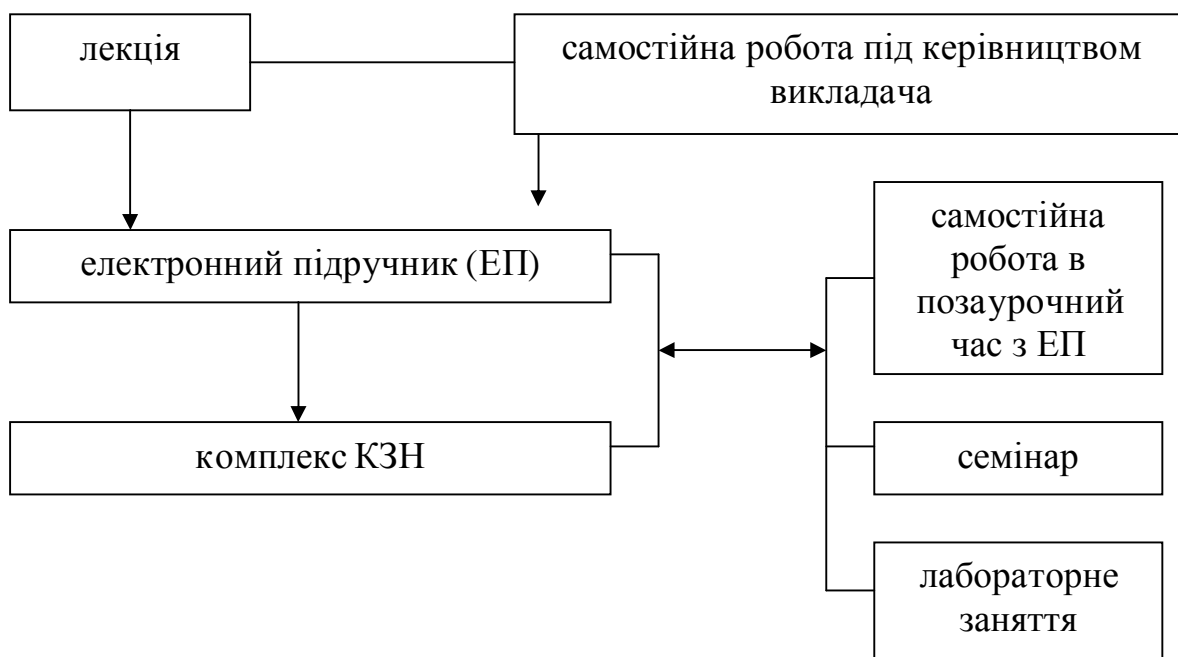 лекція
самостійна робота під керівництвом
викладача
електронний підручник (ЕП)
комплекс КЗН
самостійна
робота в
позаурочний
час з ЕП
семінар
лабораторне
заняття